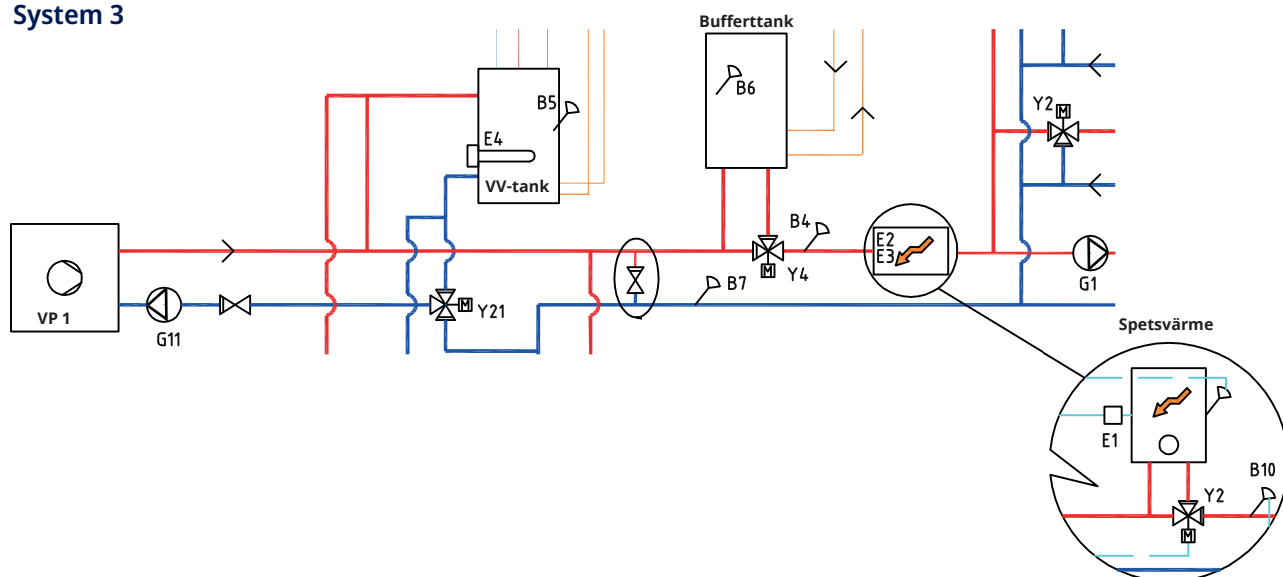 System 3
Bufferttank
B5
B6
E4
VV-tank
Y2
M
B4
E2
E3
B7
M
Y4
G1
VP 1
G11
M
Y21
Spetsvärme
E1
B10
Y2
M